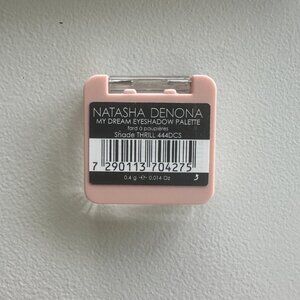 NATASHA DENONA
MY DREAM EYESHADOW PALETTE
fard à paupières
Shade THRILL 444DCS
7 290113 704275
0.4 g ℮ 0.014 Oz